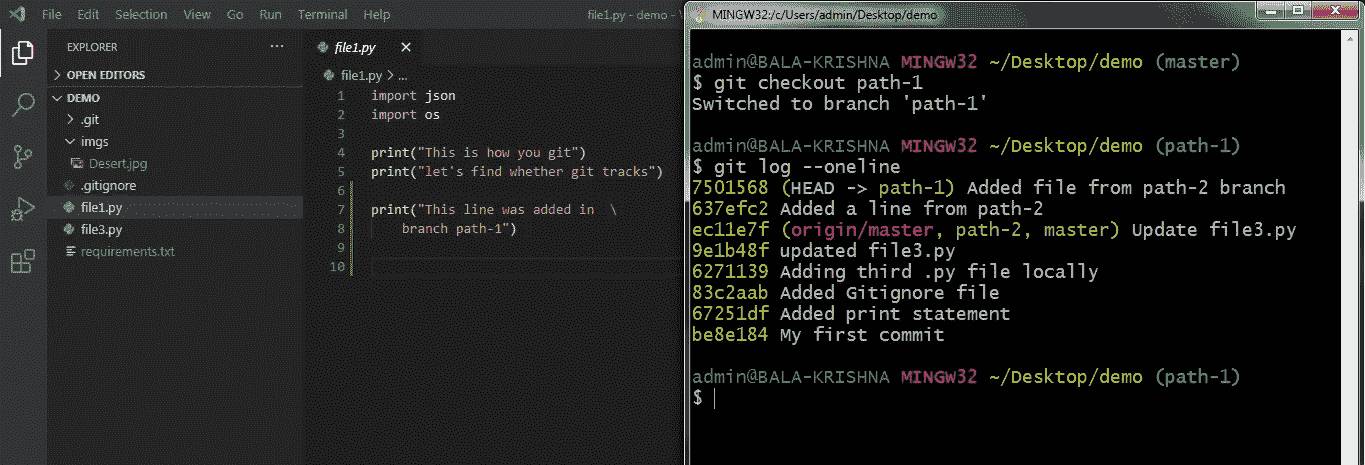 File Edit Selection View Go Run Terminal Help
file1.py - demo -
EXPLORER
OPEN EDITORS
DEMO
.git
imgs
Desert.jpg
.gitignore
file1.py
file3.py
requirements.txt
file1.py
file1.py > ...
1 import json
2 import os
3
4 print("This is how you git")
5 print("let's find whether git tracks")
6
7 print("This line was added in \
8 branch path-1")
9
10
MINGW32:/c/Users/admin/Desktop/demo
admin@BALA-KRISHNA MINGW32 ~/Desktop/demo (master)
$ git checkout path-1
Switched to branch 'path-1'
admin@BALA-KRISHNA MINGW32 ~/Desktop/demo (path-1)
$ git log --oneline
7501568 (HEAD -> path-1) Added file from path-2 branch
637efc2 Added a line from path-2
ec11e7f (origin/master, path-2, master) Update file3.py
9e1b48f updated file3.py
6271139 Adding third .py file locally
83c2aab Added Gitignore file
67251df Added print statement
be8e184 My first commit
admin@BALA-KRISHNA MINGW32 ~/Desktop/demo (path-1)
$